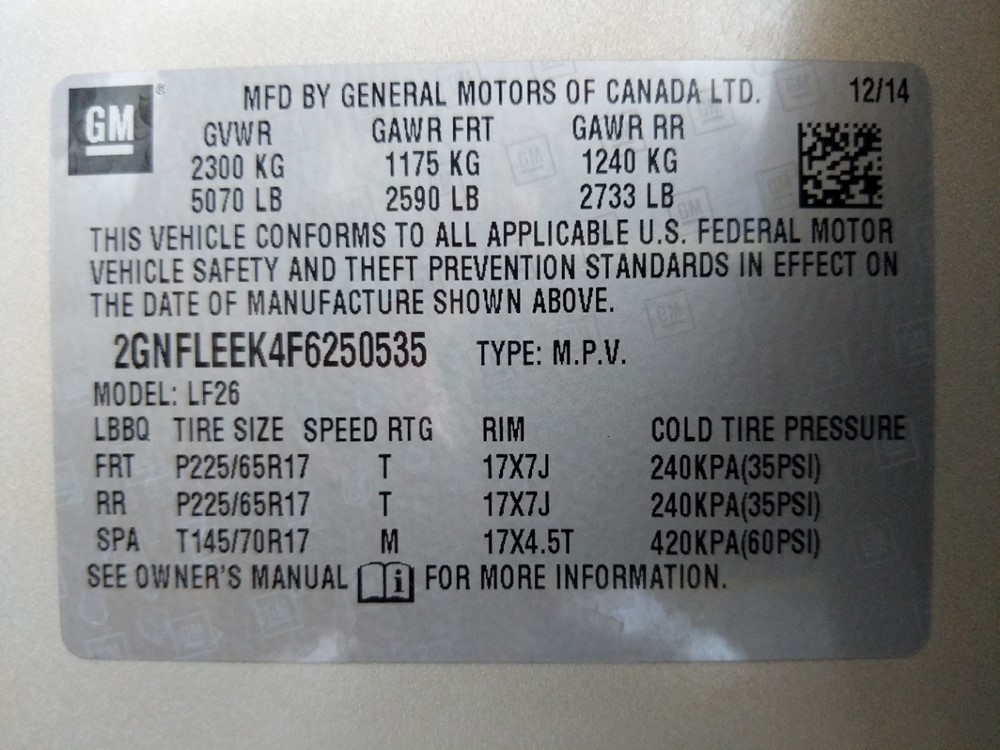 GM ® MFD BY GENERAL MOTORS OF CANADA LTD. 12/14
GVWR GAWR FRT GAWR RR
2300 KG 1175 KG 1240 KG
5070 LB 2590 LB 2733 LB
THIS VEHICLE CONFORMS TO ALL APPLICABLE U.S. FEDERAL MOTOR
VEHICLE SAFETY AND THEFT PREVENTION STANDARDS IN EFFECT ON
THE DATE OF MANUFACTURE SHOWN ABOVE.
2GNFLEEK4F6250535 TYPE: M.P.V.
MODEL: LF26
LBBQ TIRE SIZE SPEED RTG RIM COLD TIRE PRESSURE
FRT P225/65R17 T 17X7J 240KPA(35PSI)
RR P225/65R17 T 17X7J 240KPA(35PSI)
SPA T145/70R17 M 17X4.5T 420KPA(60PSI)
SEE OWNER'S MANUAL i FOR MORE INFORMATION.